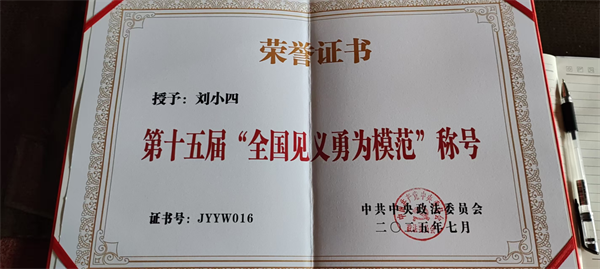 荣誉证书
授予：刘小四
第十五届“全国见义勇为模范”称号
中共中央政法委员会
证书号：JYYW016
二〇二五年七月